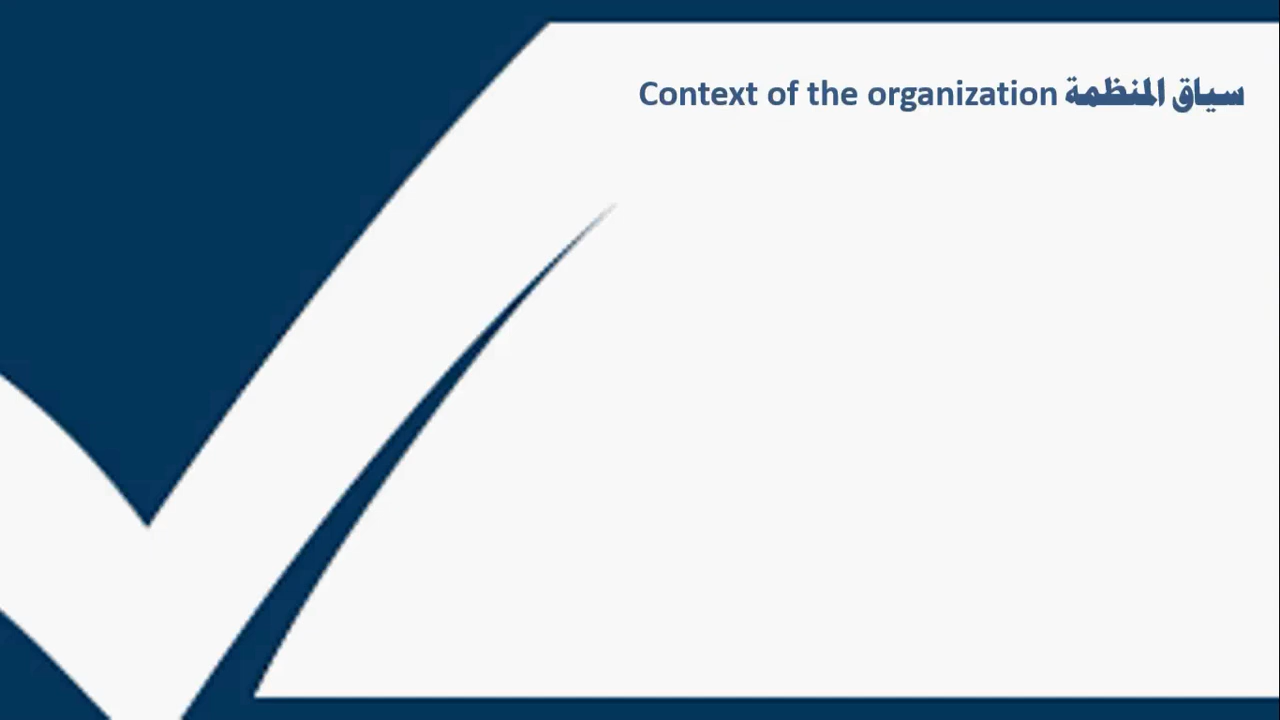 سياق المنظمة Context of the organization